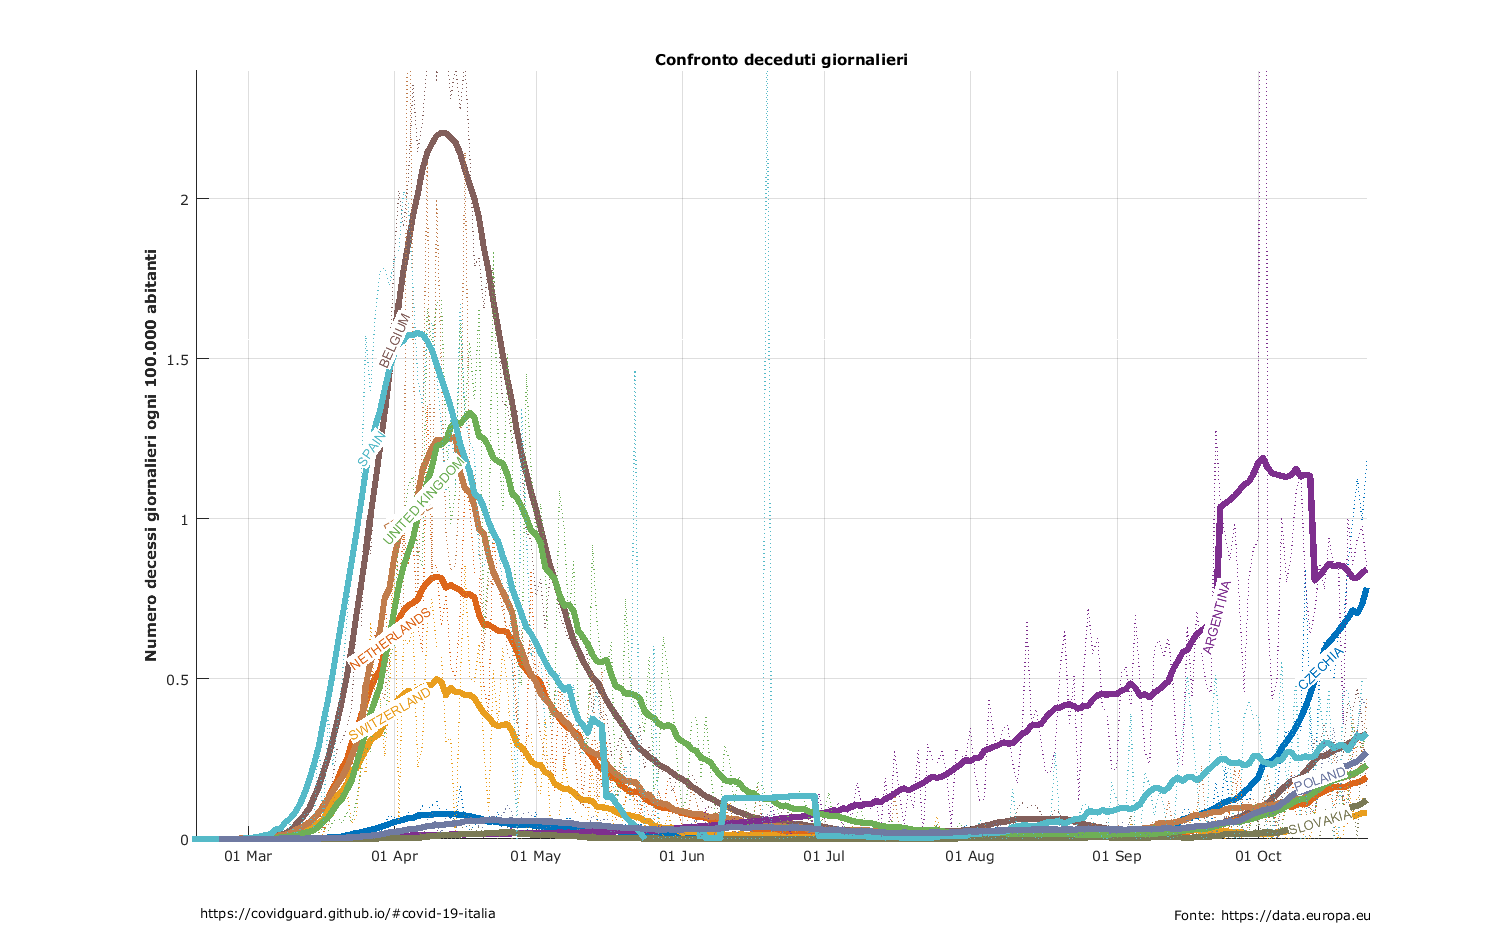 Confronto deceduti giornalieri
Numero decessi giornalieri ogni 100.000 abitanti
2
1.5
1
0.5
0
BELGIUM
SPAIN
UNITED KINGDOM
NETHERLANDS
SWITZERLAND
ARGENTINA
CZECHIA
POLAND
SLOVAKIA
01 Mar
01 Apr
01 May
01 Jun
01 Jul
01 Aug
01 Sep
01 Oct
https://covidguard.github.io/#covid-19-italia
Fonte: https://data.europa.eu